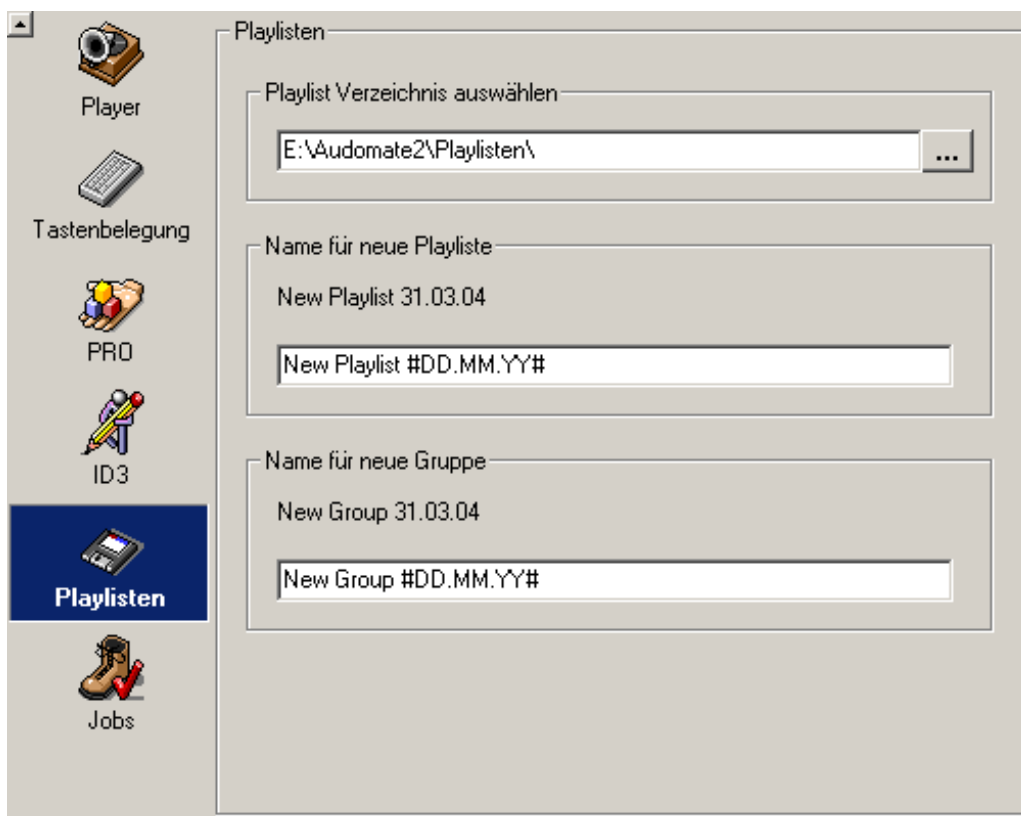 Player
Tastenbelegung
PRO
ID3
Playlisten
Jobs
Playlisten
Playlist Verzeichnis auswählen
E:\Audomate2\Playlisten\
...
Name für neue Playliste
New Playlist 31.03.04
New Playlist #DD.MM.YY#
Name für neue Gruppe
New Group 31.03.04
New Group #DD.MM.YY#